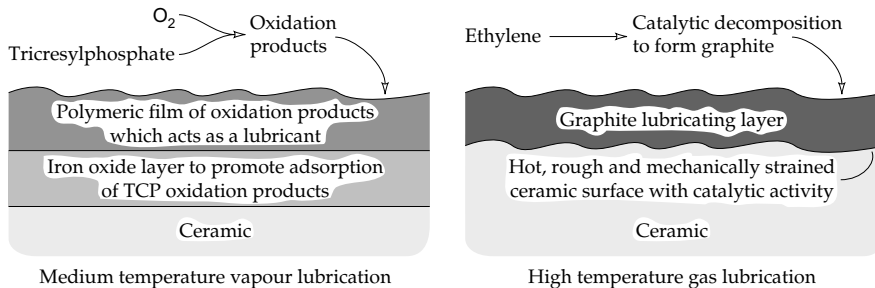 O2
Tricresylphosphate
Oxidation
products
Polymeric film of oxidation products
which acts as a lubricant
Iron oxide layer to promote adsorption
of TCP oxidation products
Ceramic
Medium temperature vapour lubrication
Ethylene
Catalytic decomposition
to form graphite
Graphite lubricating layer
Hot, rough and mechanically strained
ceramic surface with catalytic activity
Ceramic
High temperature gas lubrication